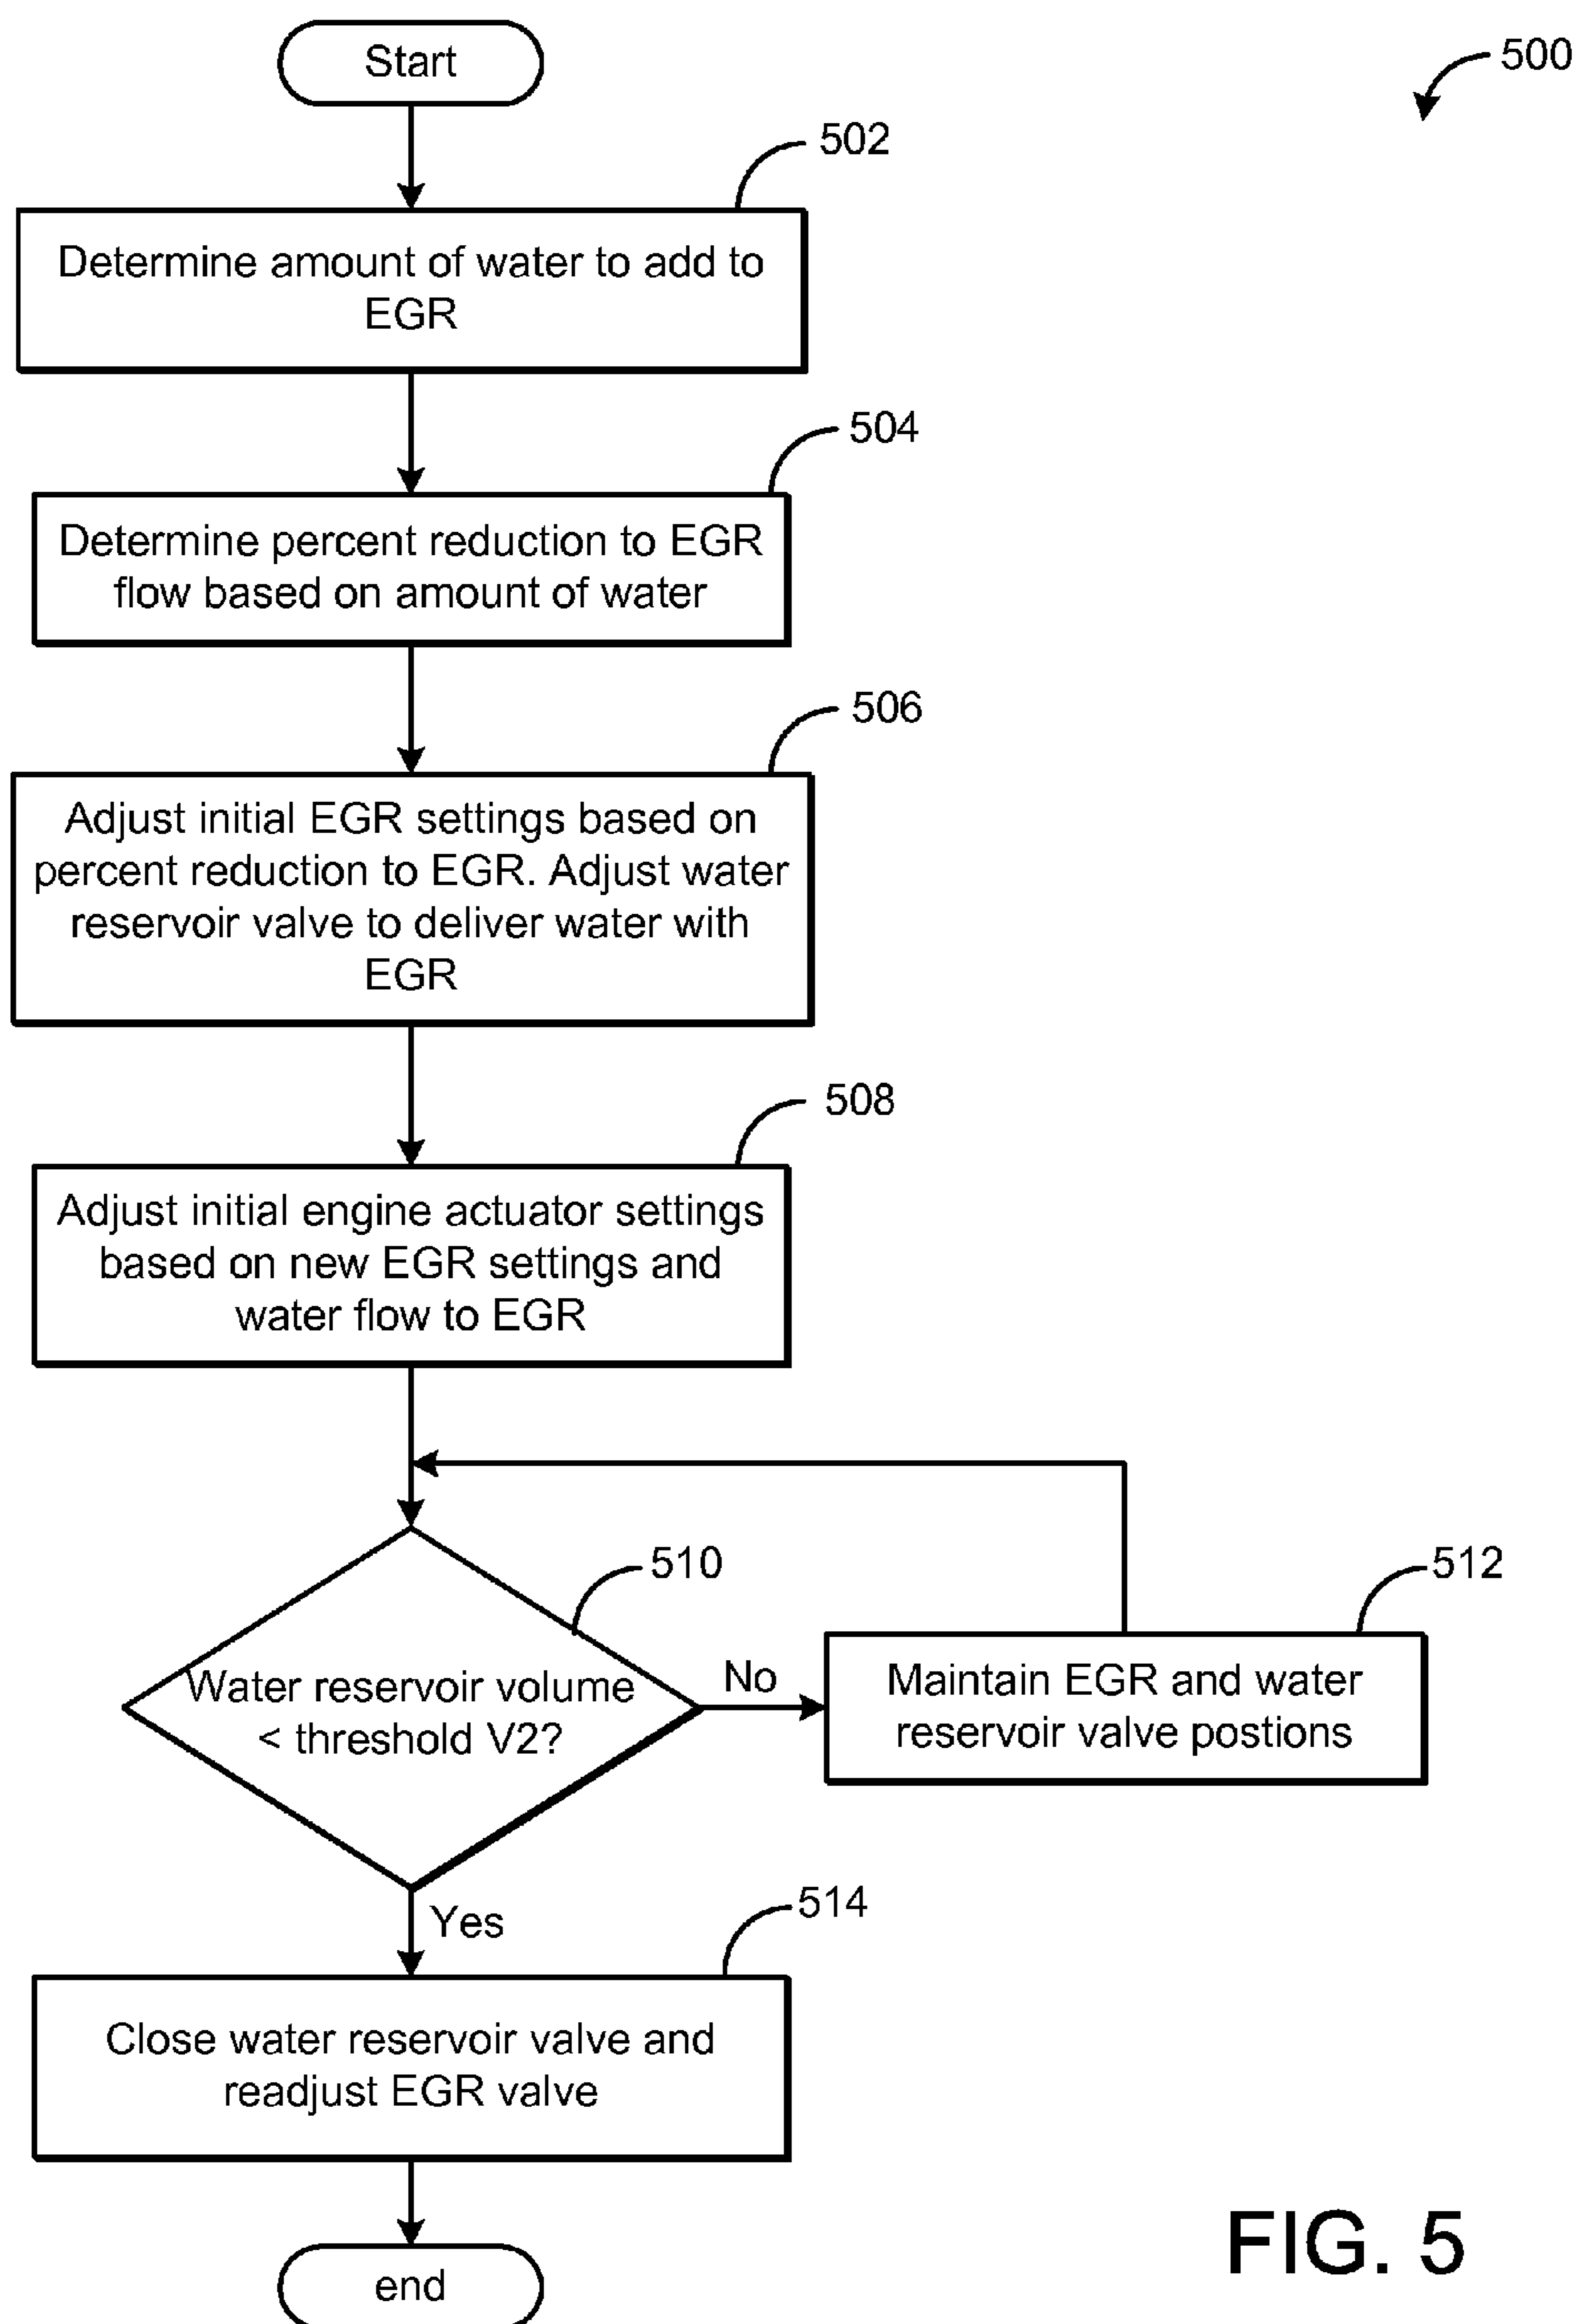 Start
500
502
Determine amount of water to add to
EGR
504
Determine percent reduction to EGR
flow based on amount of water
506
Adjust initial EGR settings based on
percent reduction to EGR. Adjust water
reservoir valve to deliver water with
EGR
508
Adjust initial engine actuator settings
based on new EGR settings and
water flow to EGR
510
Water reservoir volume
< threshold V2?
No
512
Maintain EGR and water
reservoir valve postions
Yes
514
Close water reservoir valve and
readjust EGR valve
end
FIG. 5